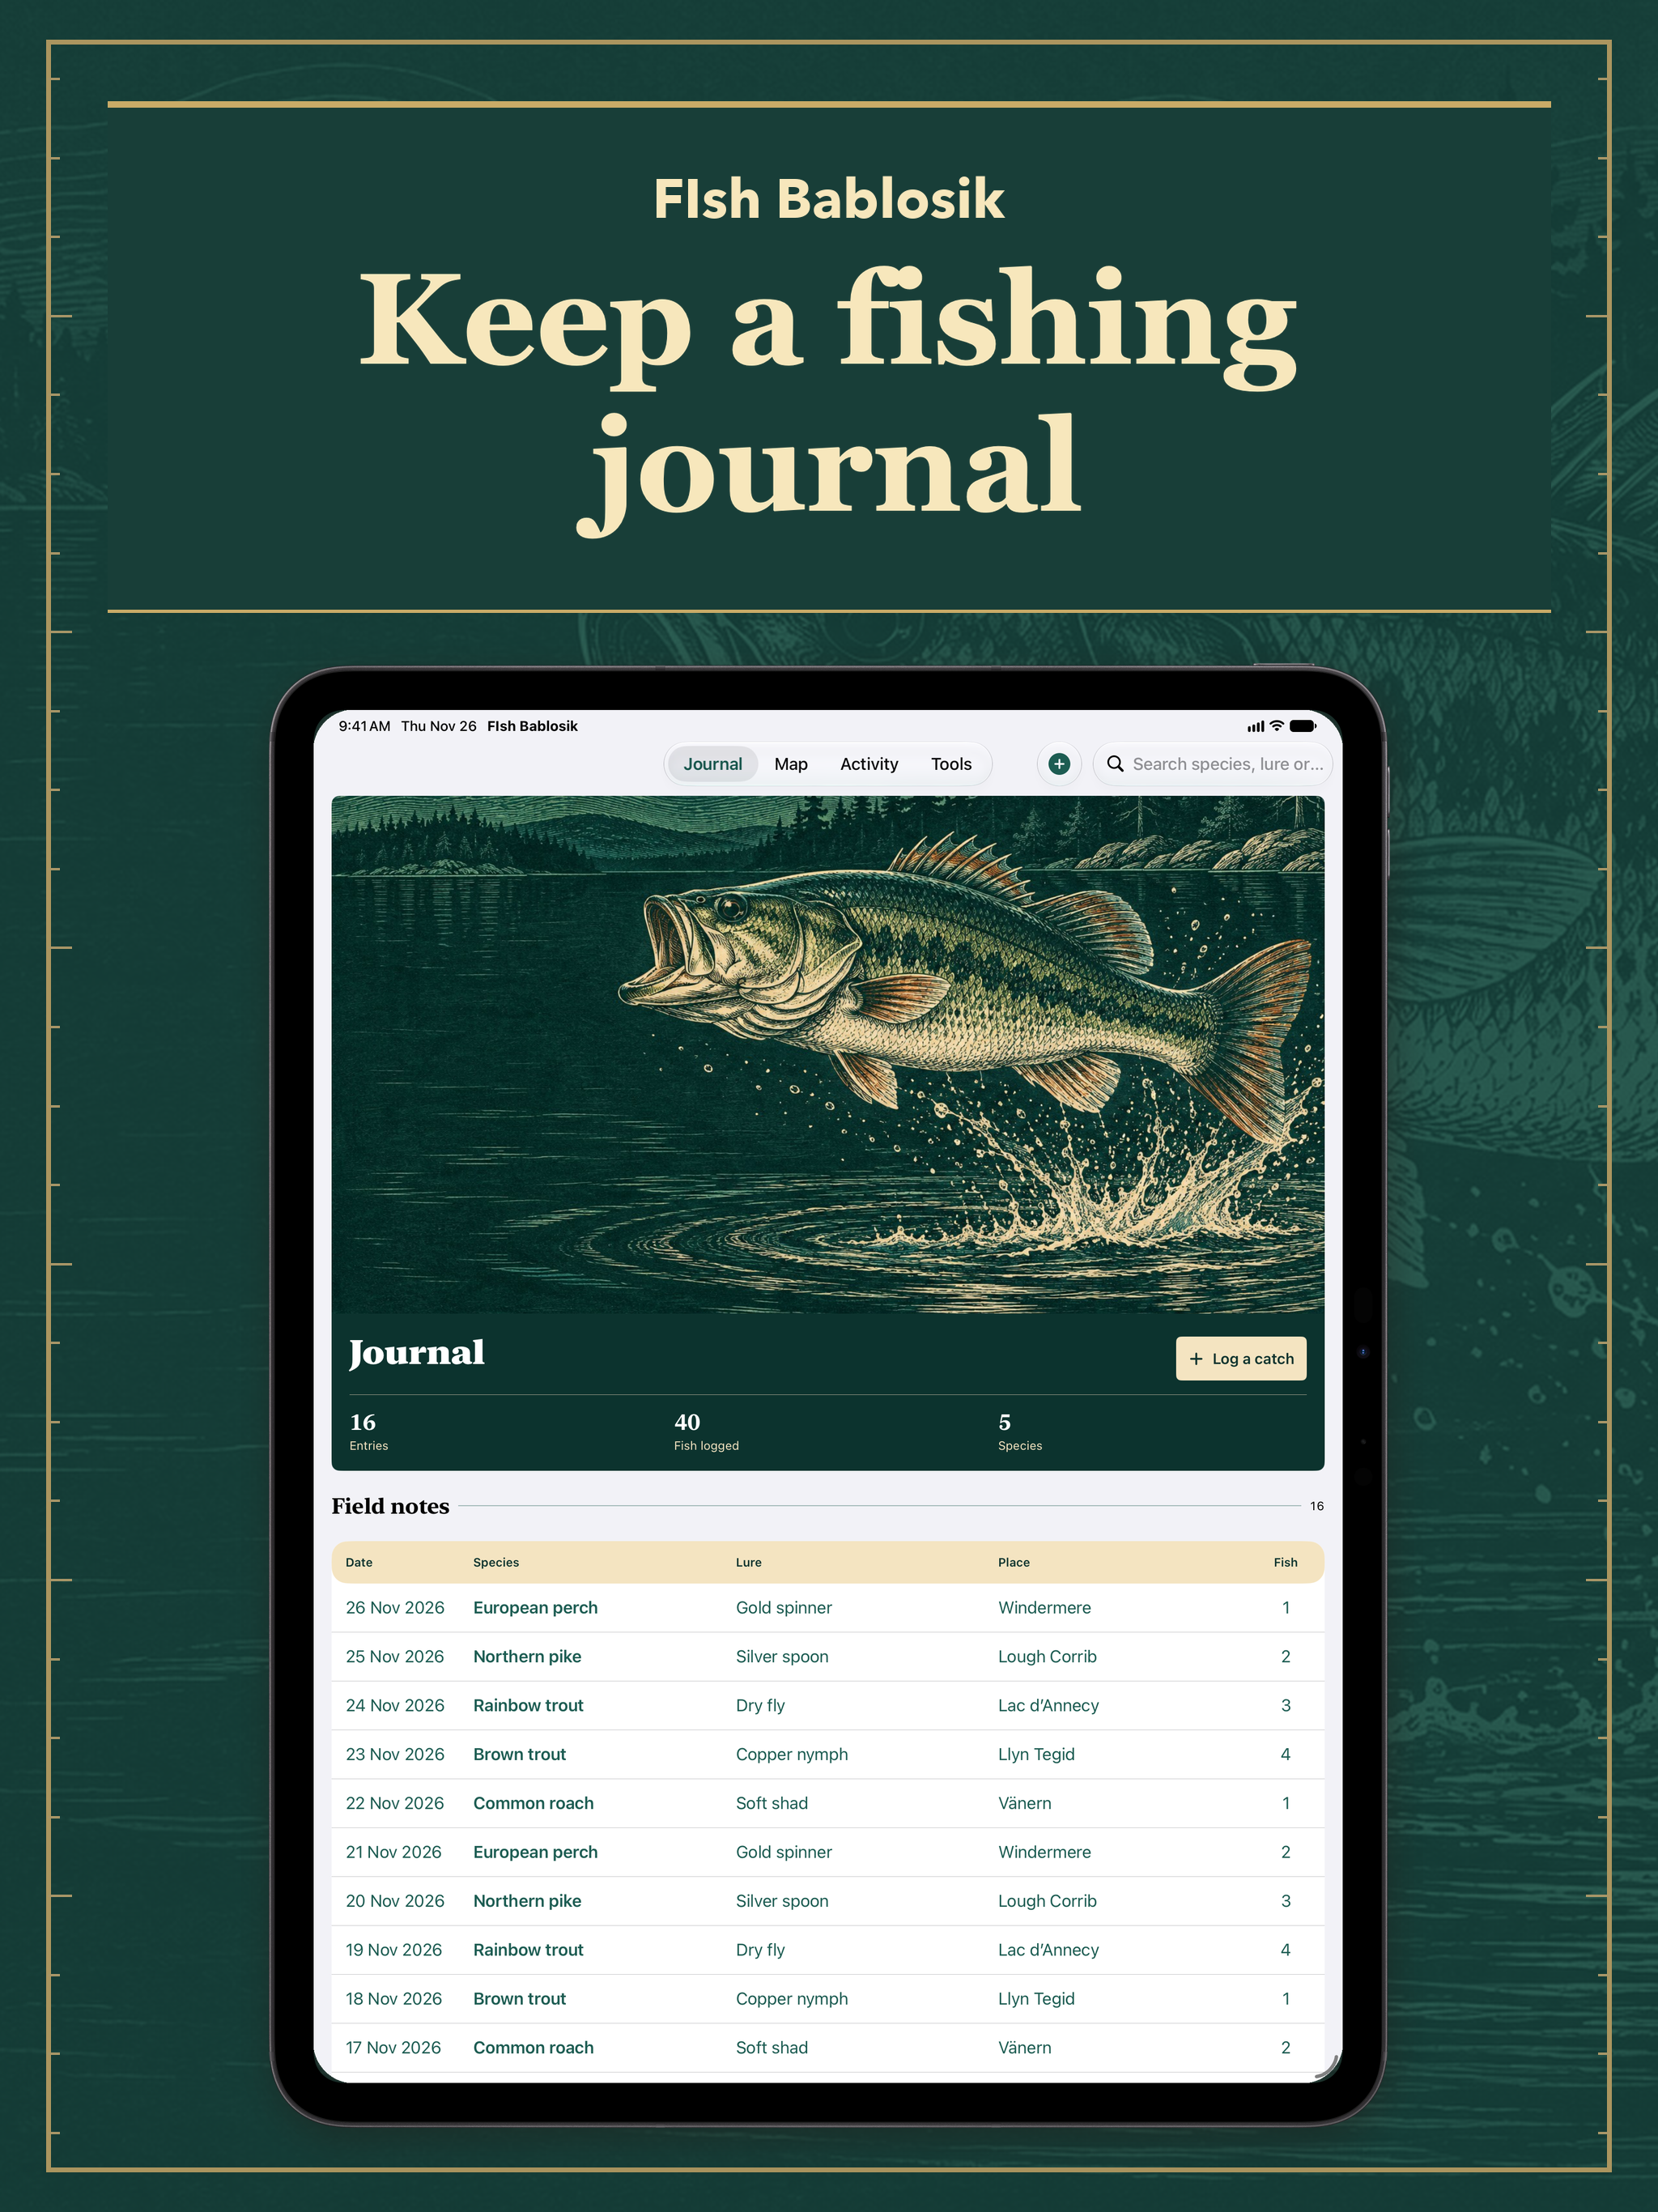 FIsh Bablosik
Keep a fishing
journal
9:41 AM Thu Nov 26 FIsh Bablosik
Journal Map Activity Tools Search species, lure or...
Journal
+ Log a catch
16 40 5
Entries Fish logged Species
Field notes 16
Date Species Lure Place Fish
26 Nov 2026 European perch Gold spinner Windermere 1
25 Nov 2026 Northern pike Silver spoon Lough Corrib 2
24 Nov 2026 Rainbow trout Dry fly Lac d’Annecy 3
23 Nov 2026 Brown trout Copper nymph Llyn Tegid 4
22 Nov 2026 Common roach Soft shad Vänern 1
21 Nov 2026 European perch Gold spinner Windermere 2
20 Nov 2026 Northern pike Silver spoon Lough Corrib 3
19 Nov 2026 Rainbow trout Dry fly Lac d’Annecy 4
18 Nov 2026 Brown trout Copper nymph Llyn Tegid 1
17 Nov 2026 Common roach Soft shad Vänern 2